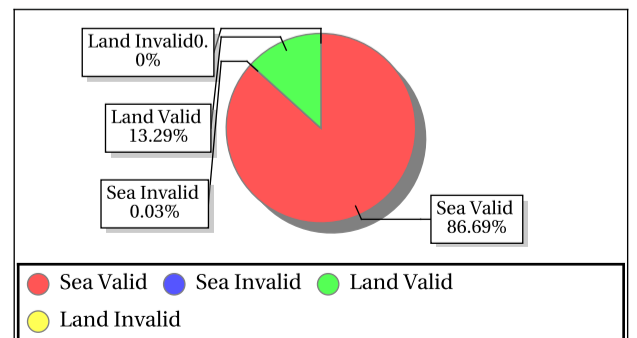 Land Invalid0.
0%
Land Valid
13.29%
Sea Invalid
0.03%
Sea Valid
86.69%
Sea Valid
Sea Invalid
Land Valid
Land Invalid